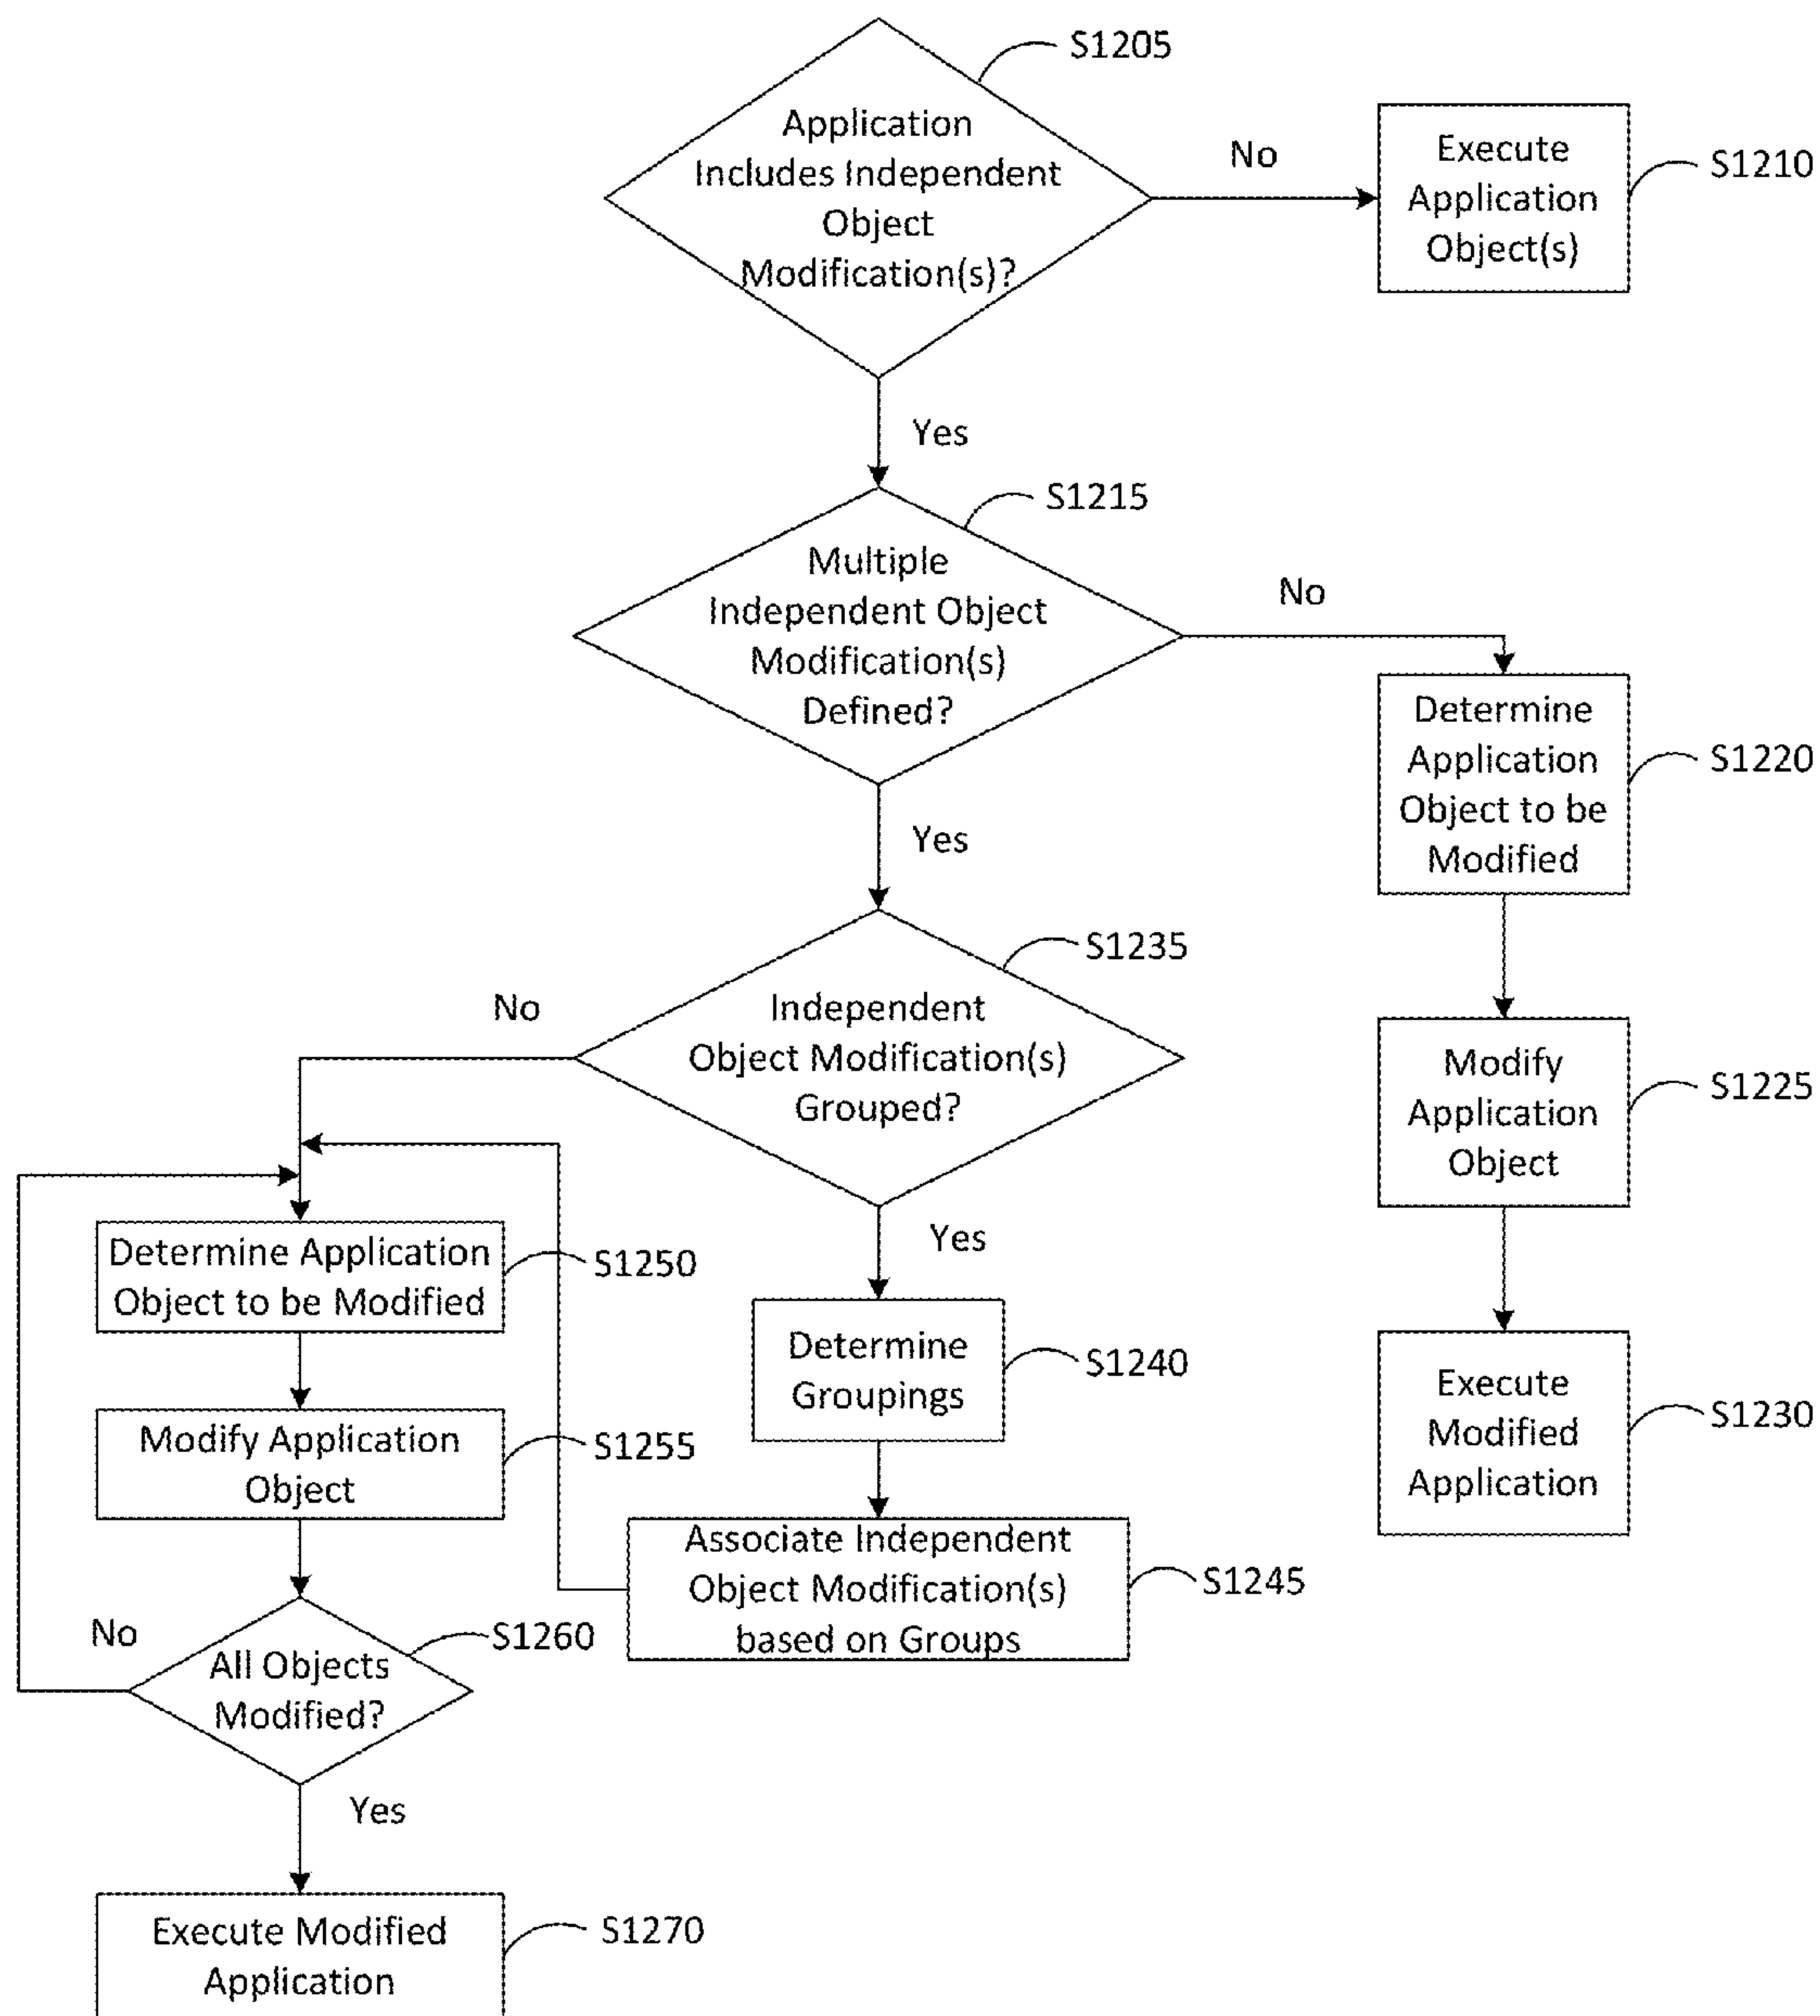 S1205
Application
Includes Independent
Object
Modification(s)?
No
Execute
Application
Object(s)
S1210
Yes
S1215
Multiple
Independent Object
Modification(s)
Defined?
No
Determine
Application
Object to be
Modified
S1220
Yes
S1235
Independent
Object Modification(s)
Grouped?
No
Modify
Application
Object
S1225
Yes
Determine Application
Object to be Modified
S1250
Determine
Groupings
S1240
Execute
Modified
Application
S1230
Modify Application
Object
S1255
Associate Independent
Object Modification(s)
based on Groups
S1245
No
S1260
All Objects
Modified?
Yes
Execute Modified
Application
S1270